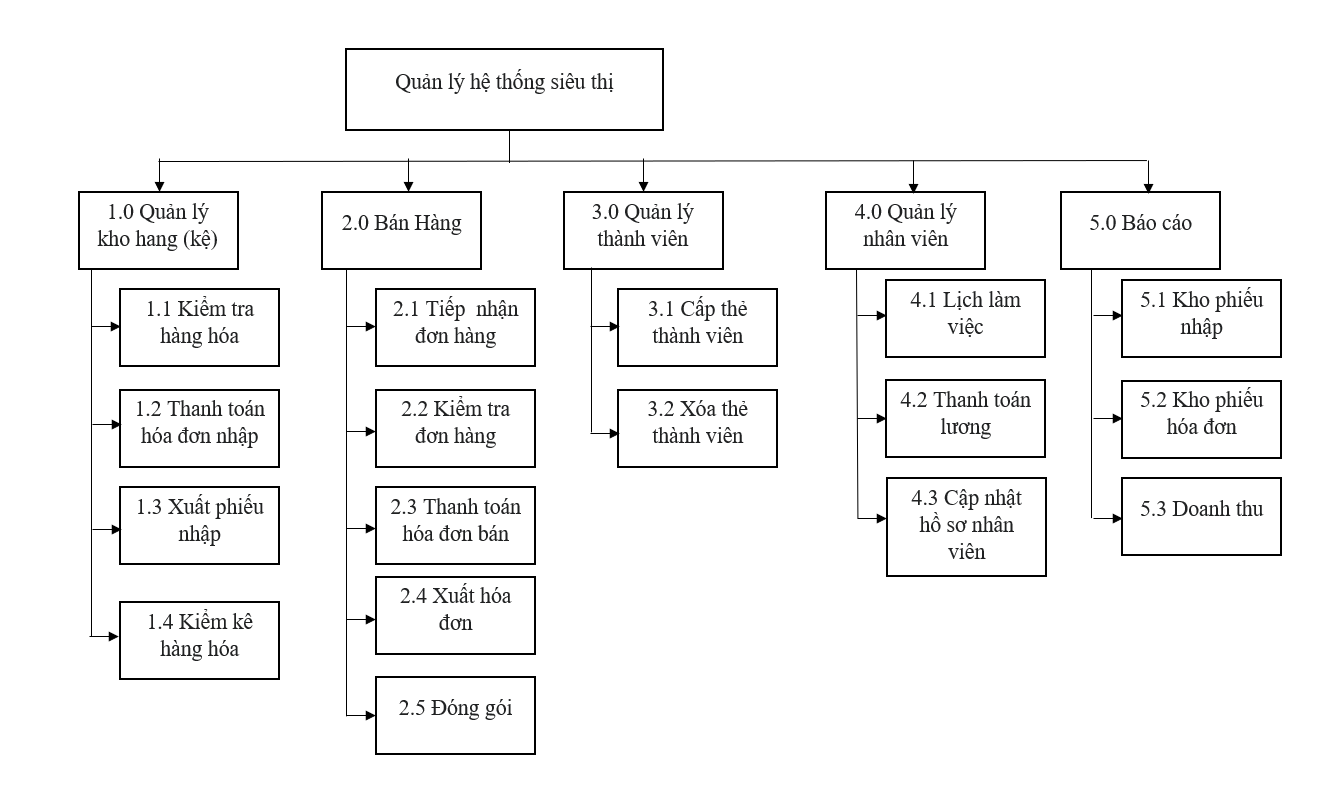 Quản lý hệ thống siêu thị
1.0 Quản lý
kho hang (kệ)
2.0 Bán Hàng
3.0 Quản lý
thành viên
4.0 Quản lý
nhân viên
5.0 Báo cáo
1.1 Kiểm tra
hàng hóa
1.2 Thanh toán
hóa đơn nhập
1.3 Xuất phiếu
nhập
1.4 Kiểm kê
hàng hóa
2.1 Tiếp  nhận
đơn hàng
2.2 Kiểm tra
đơn hàng
2.3 Thanh toán
hóa đơn bán
2.4 Xuất hóa
đơn
2.5 Đóng gói
3.1 Cấp thẻ
thành viên
3.2 Xóa thẻ
thành viên
4.1 Lịch làm
việc
4.2 Thanh toán
lương
4.3 Cập nhật
hồ sơ nhân
viên
5.1 Kho phiếu
nhập
5.2 Kho phiếu
hóa đơn
5.3 Doanh thu